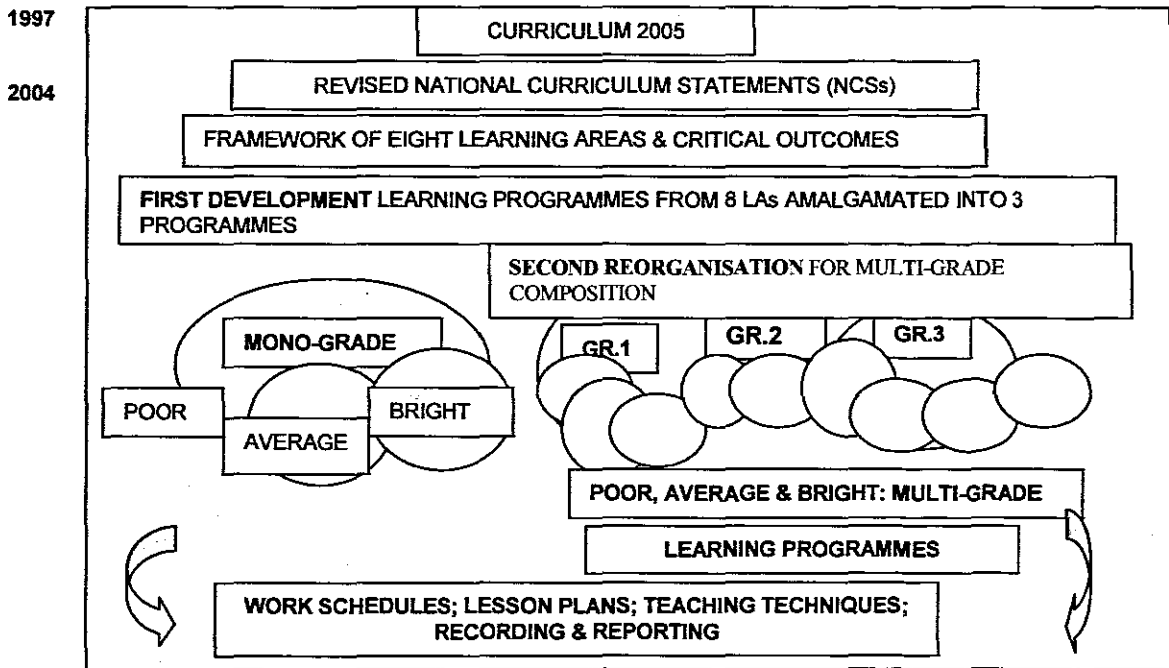 1997
CURRICULUM 2005
REVISED NATIONAL CURRICULUM STATEMENTS (NCSs)
2004
FRAMEWORK OF EIGHT LEARNING AREAS & CRITICAL OUTCOMES
FIRST DEVELOPMENT LEARNING PROGRAMMES FROM 8 LAs AMALGAMATED INTO 3
PROGRAMMES
SECOND REORGANISATION FOR MULTI-GRADE
COMPOSITION
MONO-GRADE
GR.1
GR.2
GR.3
POOR
AVERAGE
BRIGHT
POOR, AVERAGE & BRIGHT: MULTI-GRADE
LEARNING PROGRAMMES
WORK SCHEDULES; LESSON PLANS; TEACHING TECHNIQUES;
RECORDING & REPORTING